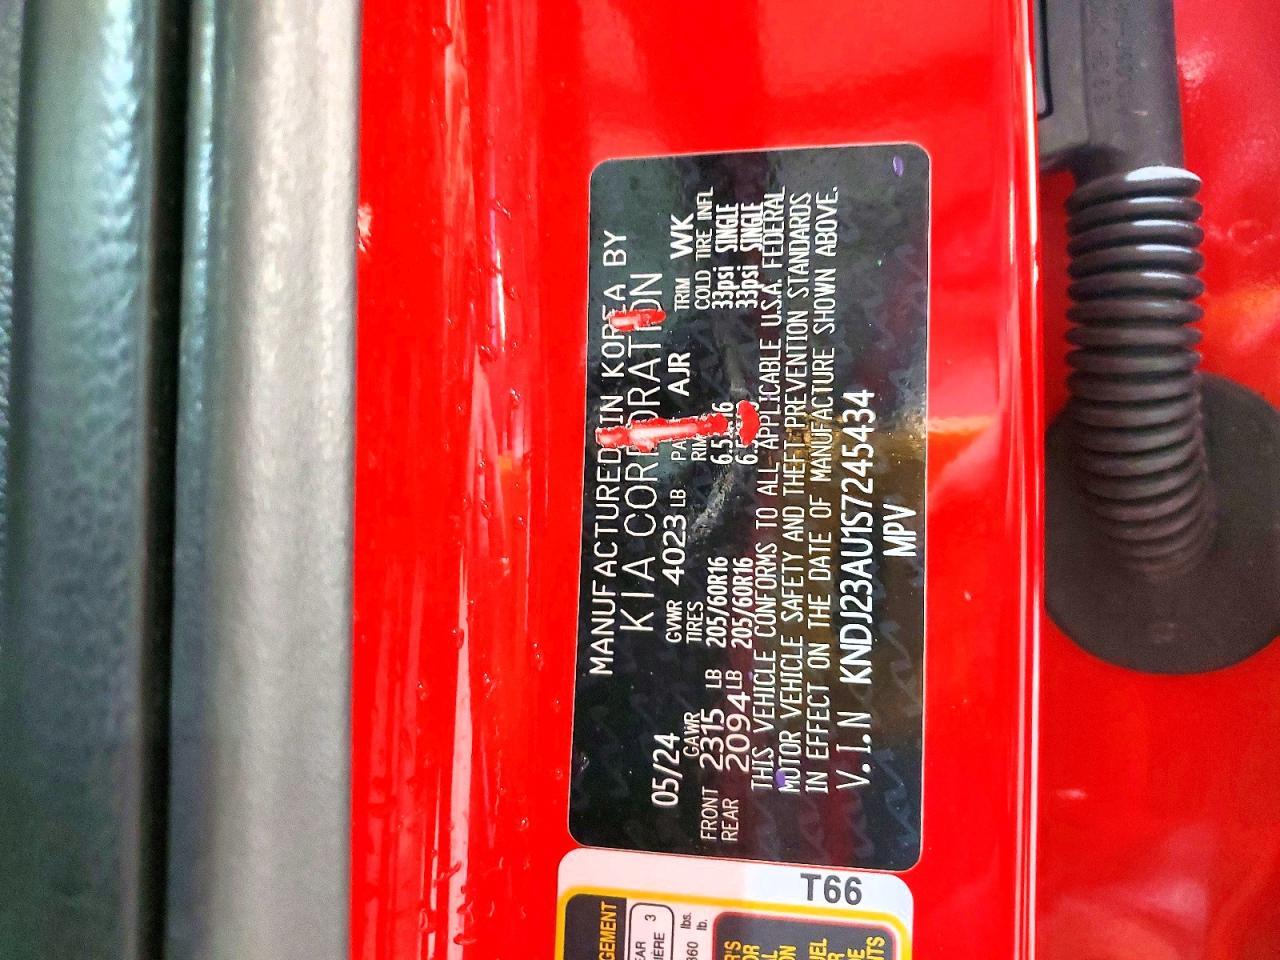 MANUFACTURED IN KOREA BY
KIA CORPORATION
05/24 GVWR 4023 LB AJR TRIM WK
GAWR TIRES COLD TIRE INFL
FRONT 2315 LB 205/60R16 33psi SINGLE
REAR 2094 LB 205/60R16 33psi SINGLE
THIS VEHICLE CONFORMS TO ALL APPLICABLE U.S.A. FEDERAL
MOTOR VEHICLE SAFETY AND THEFT PREVENTION STANDARDS
IN EFFECT ON THE DATE OF MANUFACTURE SHOWN ABOVE.
V.I.N KNDJ23AU1S7245434
MPV
T66